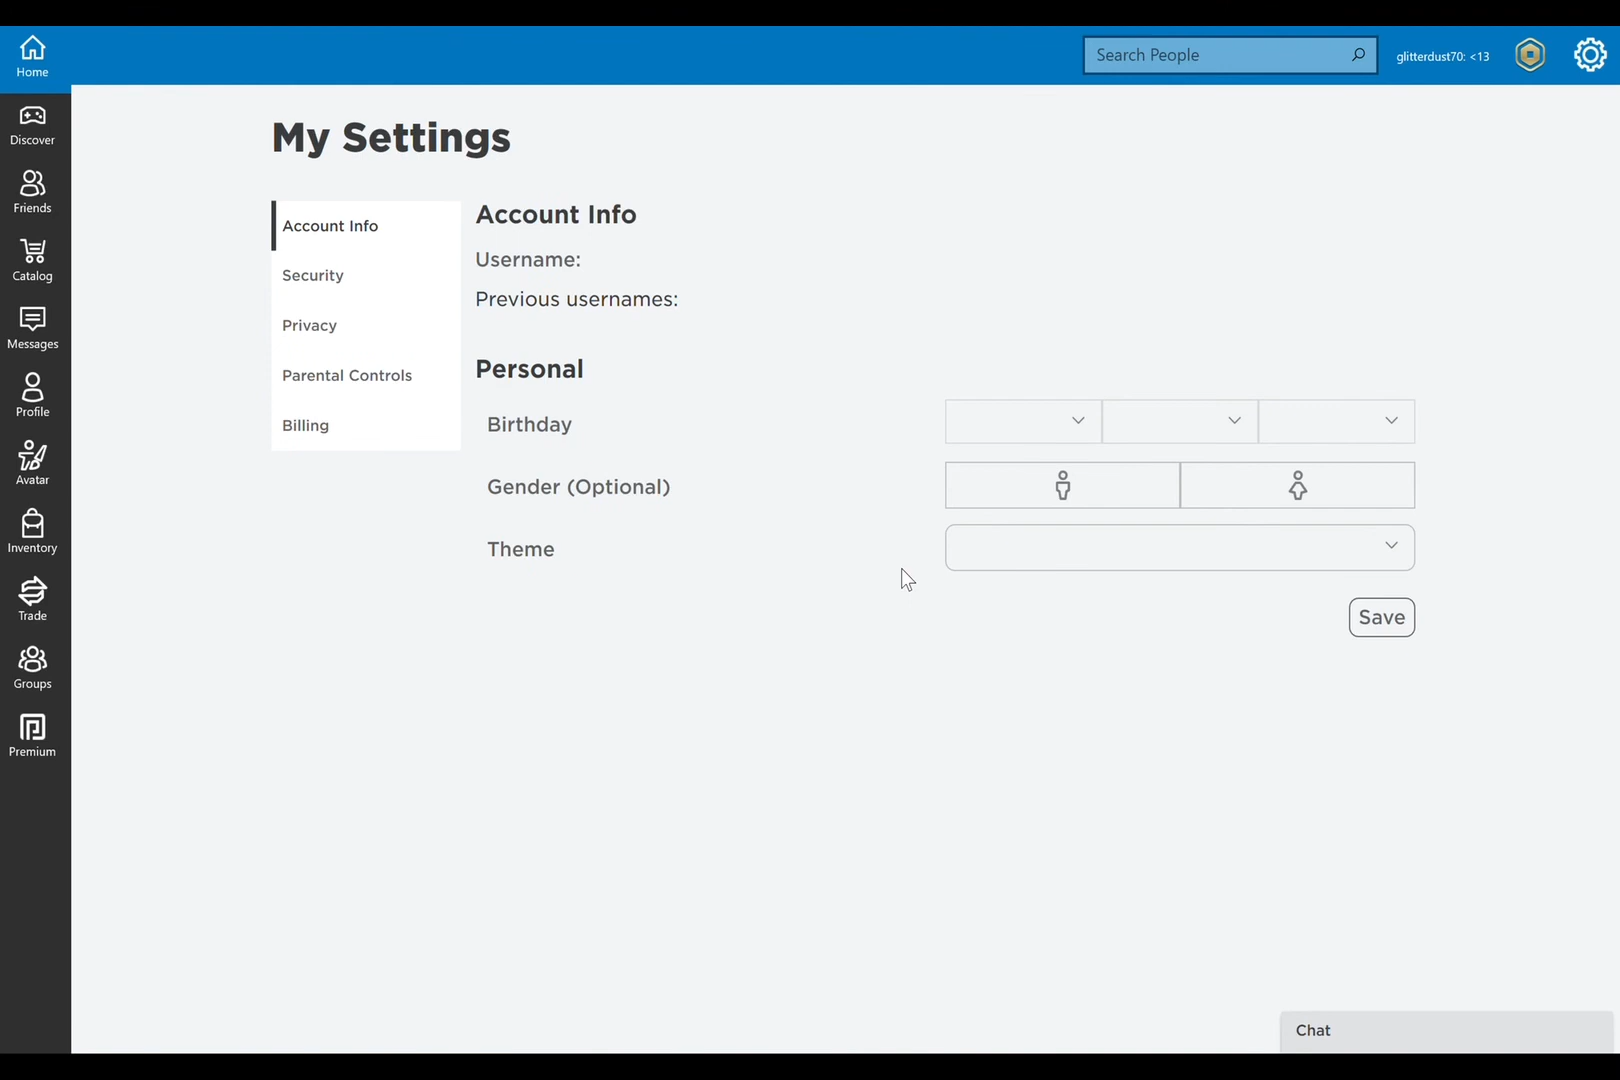 Home
Search People
glitterdust70: <13
Discover
Friends
Catalog
Messages
Profile
Avatar
Inventory
Trade
Groups
Premium
My Settings
Account Info
Security
Privacy
Parental Controls
Billing
Account Info
Username:
Previous usernames:
Personal
Birthday
Gender (Optional)
Theme
Save
Chat